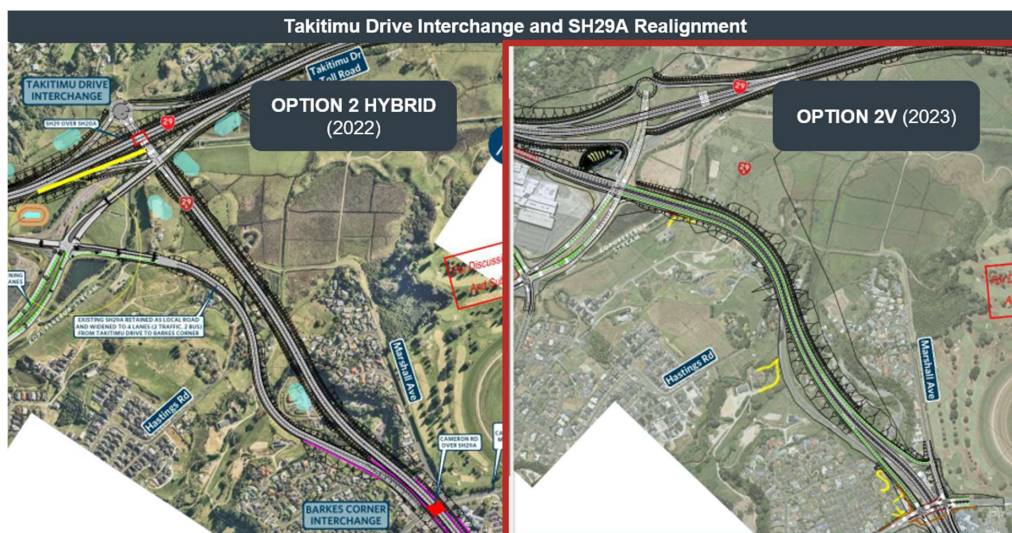 Takitimu Drive Interchange and SH29A Realignment
TAKITIMU DRIVE
INTERCHANGE
Takitimu Dr
Toll Road
OPTION 2 HYBRID
(2022)
SH29 OVER SH29A
29
29
EXISTING SH29A RETAINED AS LOCAL ROAD
AND WIDENED TO 4 LANES (2 TRAFFIC, 2 BUS)
FROM TAKITIMU DRIVE TO BARKES CORNER
Hastings Rd
Marshall Ave
CAMERON RD
OVER SH29A
BARKES CORNER
INTERCHANGE
OPTION 2V (2023)
29
29
Hastings Rd
Marshall Ave